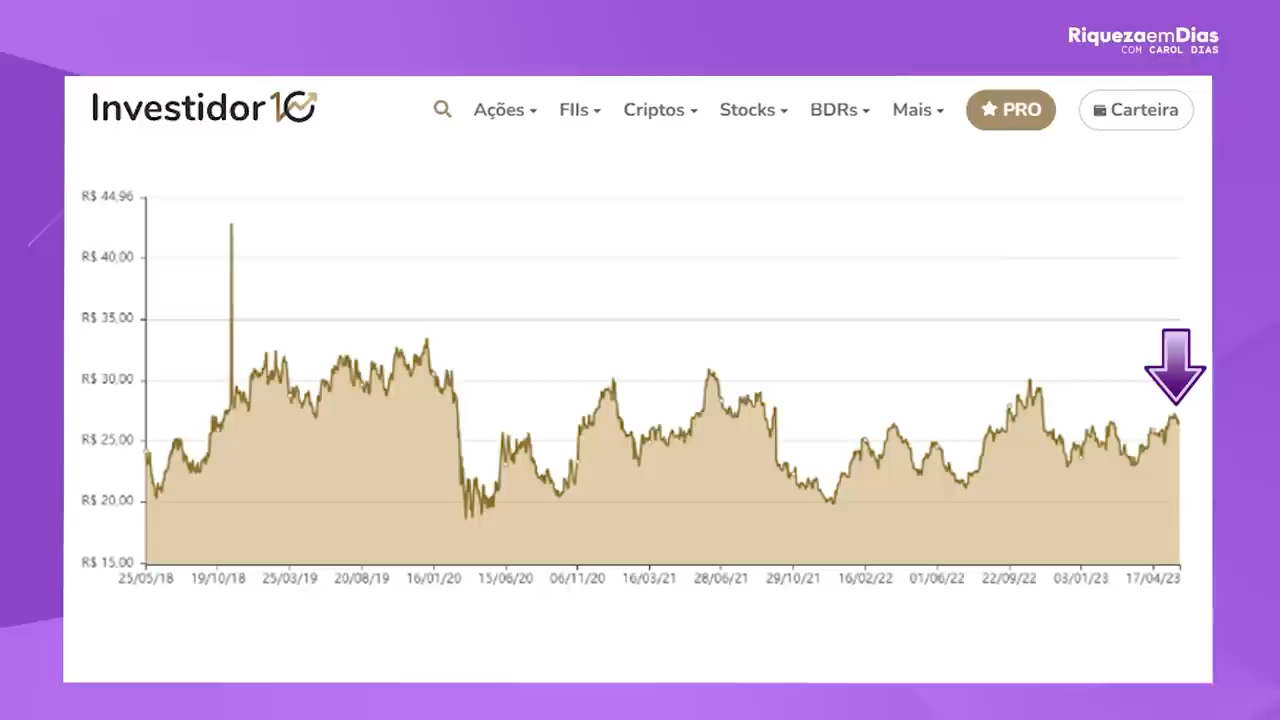 RiquezaemDias
COM CAROL DIAS
Investidor10
Ações
FIIs
Criptos
Stocks
BDRs
Mais
PRO
Carteira
R$ 44,96
R$ 40,00
R$ 35,00
R$ 30,00
R$ 25,00
R$ 20,00
R$ 15,00
25/05/18 19/10/18 25/03/19 20/08/19 16/01/20 15/06/20 06/11/20 16/03/21 28/06/21 29/10/21 16/02/22 01/06/22 22/09/22 03/01/23 17/04/23